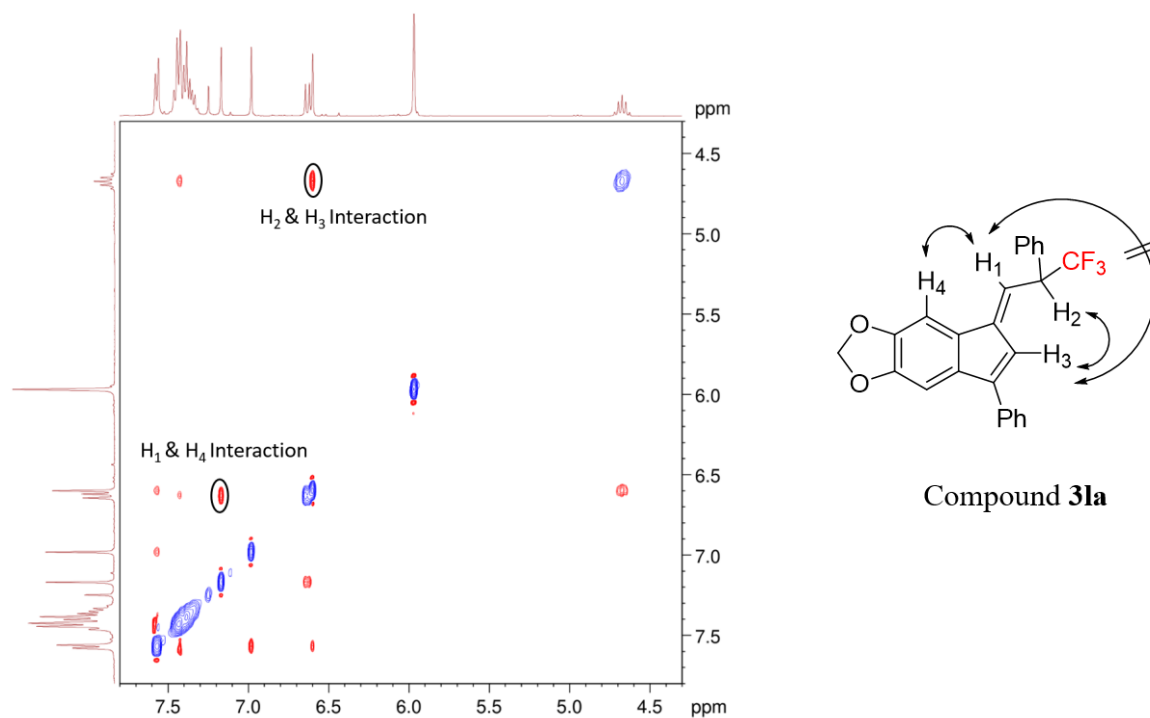 ppm
4.5
5.0
5.5
6.0
6.5
7.0
7.5
7.5 7.0 6.5 6.0 5.5 5.0 4.5 ppm
H₂ & H₃ Interaction
H₁ & H₄ Interaction
Ph
CF₃
H₁
H₄
H₂
O
H₃
O
Ph
Compound 3la